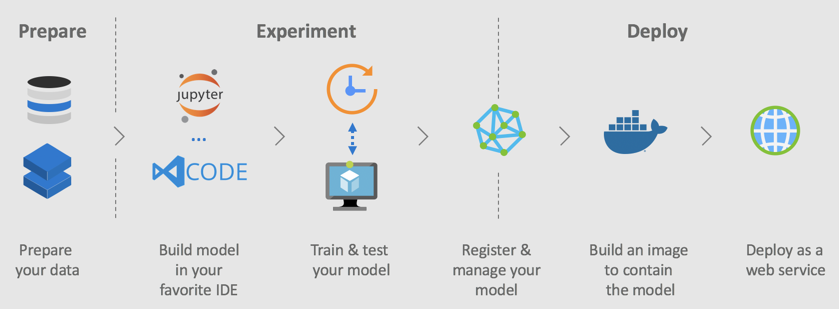 Prepare
Experiment
Deploy
jupyter
...
CODE
Prepare
your data
Build model
in your
favorite IDE
Train & test
your model
Register &
manage your
model
Build an image
to contain
the model
Deploy as a
web service